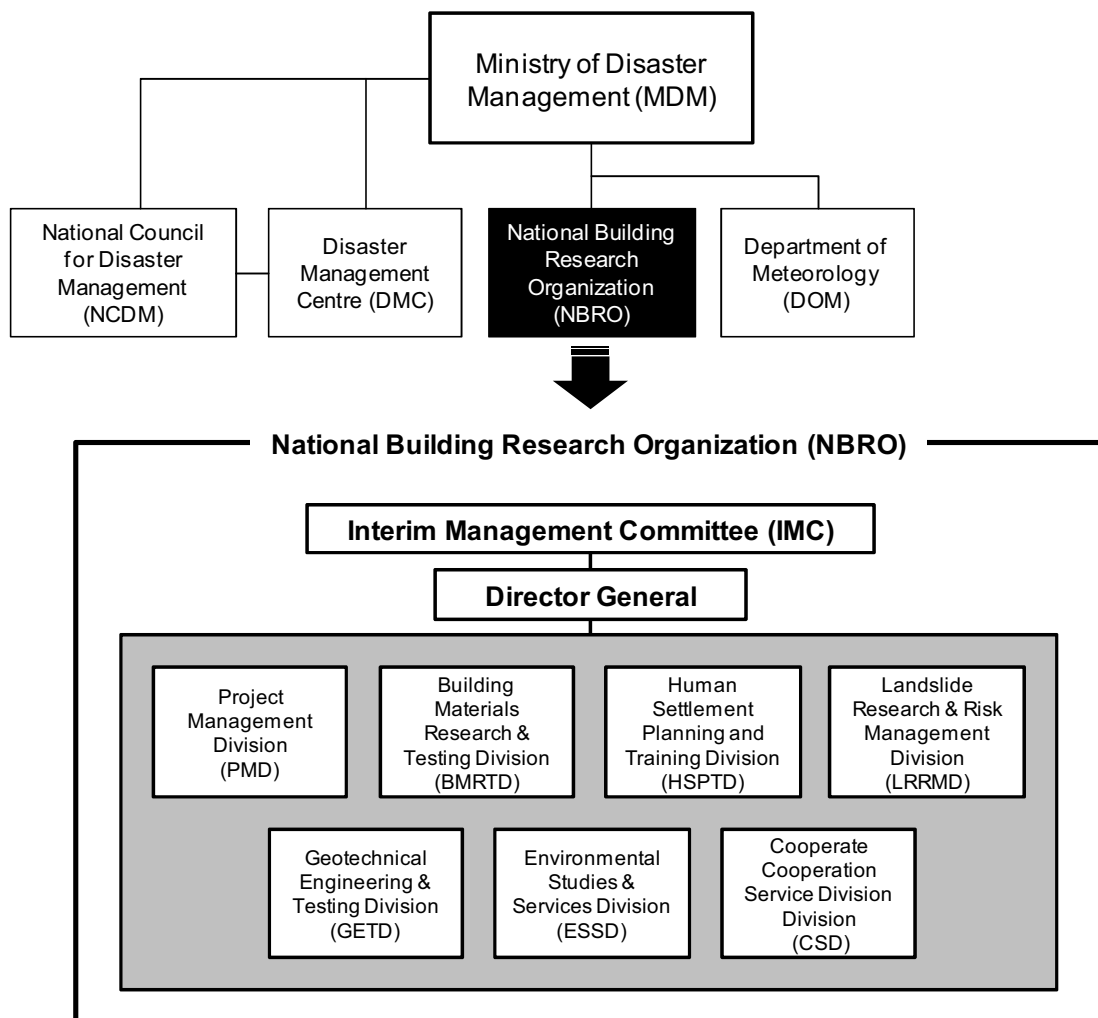 Ministry of Disaster
Management (MDM)
National Council
for Disaster
Management
(NCDM)
Disaster
Management
Centre (DMC)
National Building
Research
Organization
(NBRO)
Department of
Meteorology
(DOM)
National Building Research Organization (NBRO)
Interim Management Committee (IMC)
Director General
Project
Management
Division
(PMD)
Building
Materials
Research &
Testing Division
(BMRTD)
Human
Settlement
Planning and
Training Division
(HSPTD)
Landslide
Research & Risk
Management
Division
(LRRMD)
Geotechnical
Engineering &
Testing Division
(GETD)
Environmental
Studies &
Services Division
(ESSD)
Cooperate
Cooperation
Service Division
Division
(CSD)